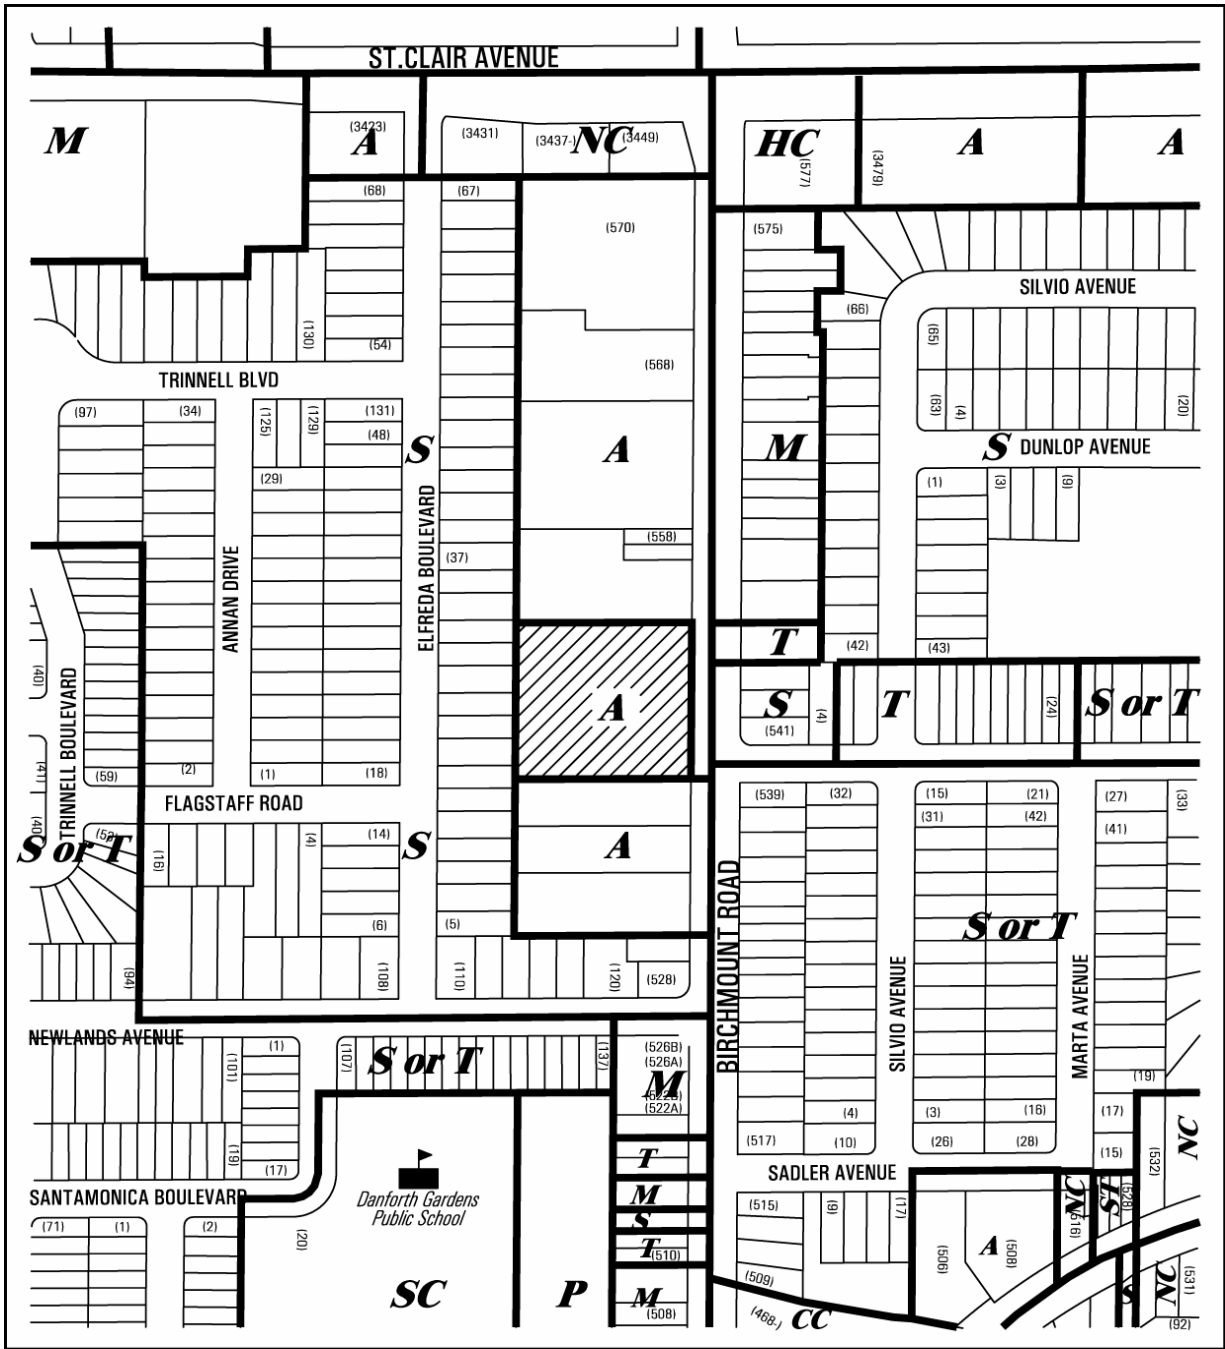 ST.CLAIR AVENUE
M
(3423)
A
(3431)
(3437-)
NC
(3449)
HC
(577)
(3479)
A
A
(68)
(67)
(570)
(575)
SILVIO AVENUE
(66)
(65)
(130)
(54)
(568)
TRINNELL BLVD
(97)
(34)
(125)
(129)
(131)
(48)
(63)
(4)
(20)
S
A
M
S
DUNLOP AVENUE
(29)
(1)
(3)
(9)
ELFREDA BOULEVARD
(37)
(558)
ANNAN DRIVE
T
(42)
(43)
(40)
TRINNELL BOULEVARD
A
S
(4)
T
(24)
S or T
(541)
(41)
(59)
(2)
(1)
(18)
FLAGSTAFF ROAD
(539)
(32)
(15)
(21)
(27)
(33)
(31)
(42)
(41)
(40)
S or T
(52)
(16)
(4)
(14)
S
A
BIRCHMOUNT ROAD
(6)
(5)
S or T
(94)
(108)
(110)
(120)
(528)
SILVIO AVENUE
MARTA AVENUE
NEWLANDS AVENUE
(1)
(101)
(107)
S or T
(137)
(526B)
(526A)
M
(522B)
(522A)
(19)
(4)
(3)
(16)
(17)
NC
(19)
(17)
(517)
(10)
(26)
(28)
(15)
(532)
T
SADLER AVENUE
SANTAMONICA BOULEVARD
Danforth Gardens
Public School
M
S
T
(510)
(515)
(9)
(17)
NC
(516)
ST
(528)
(71)
(1)
(2)
(20)
(506)
A
(508)
SC
P
M
(508)
(509)
(468-)
CC
S
NC
(531)
(92)